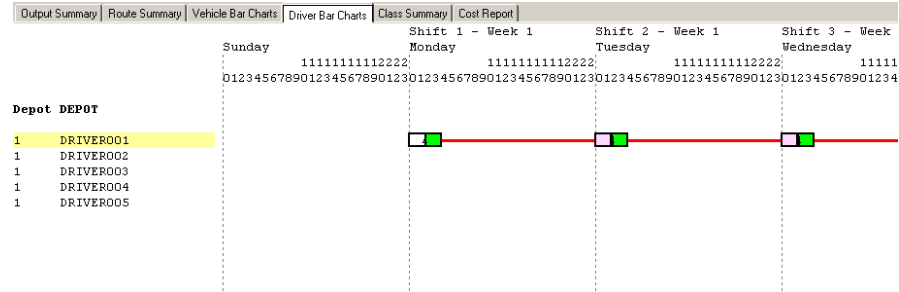 Output Summary Route Summary Vehicle Bar Charts Driver Bar Charts Class Summary Cost Report
Shift 1 - Week 1 Shift 2 - Week 1 Shift 3 - Week
Sunday Monday Tuesday Wednesday
11111111112222 11111111112222 11111111112222 11111
012345678901234567890123 012345678901234567890123 012345678901234567890123 012345678901234
Depot DEPOT
1 DRIVER001
1 DRIVER002
1 DRIVER003
1 DRIVER004
1 DRIVER005